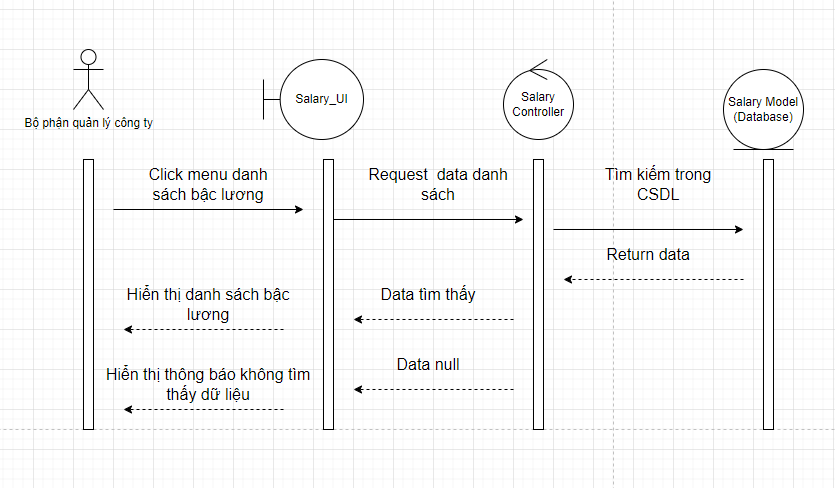 Bộ phận quản lý công ty
Salary_UI
Salary
Controller
Salary Model
(Database)
Click menu danh
sách bậc lương
Request data danh
sách
Tìm kiếm trong
CSDL
Return data
Hiển thị danh sách bậc
lương
Data tìm thấy
Data null
Hiển thị thông báo không tìm
thấy dữ liệu